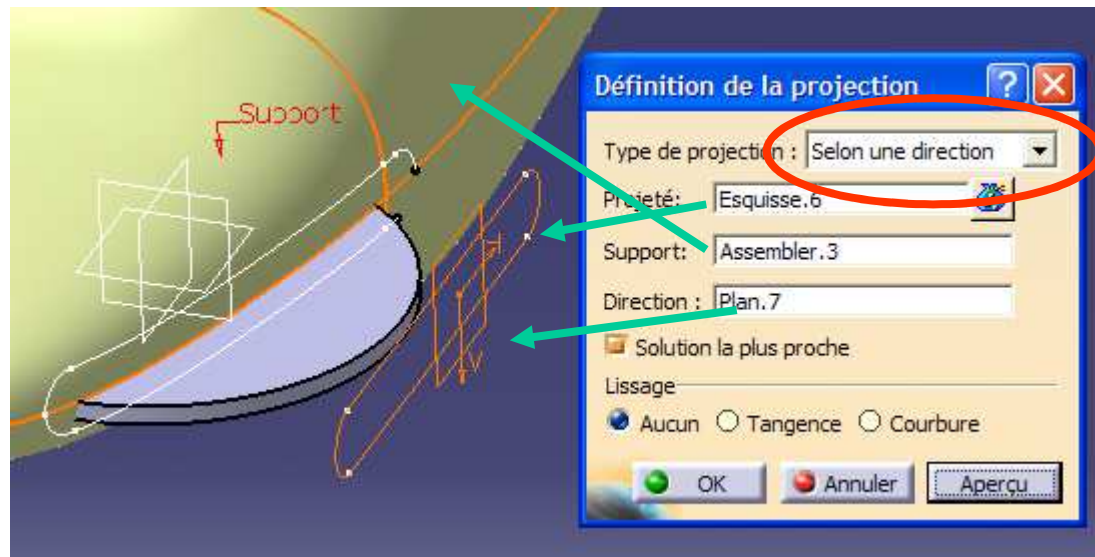 Support
H
V
Définition de la projection
?
Type de projection : Selon une direction
Projeté: Esquisse.6
Support: Assembler.3
Direction : Plan.7
Solution la plus proche
Lissage
Aucun Tangence Courbure
OK Annuler Aperçu